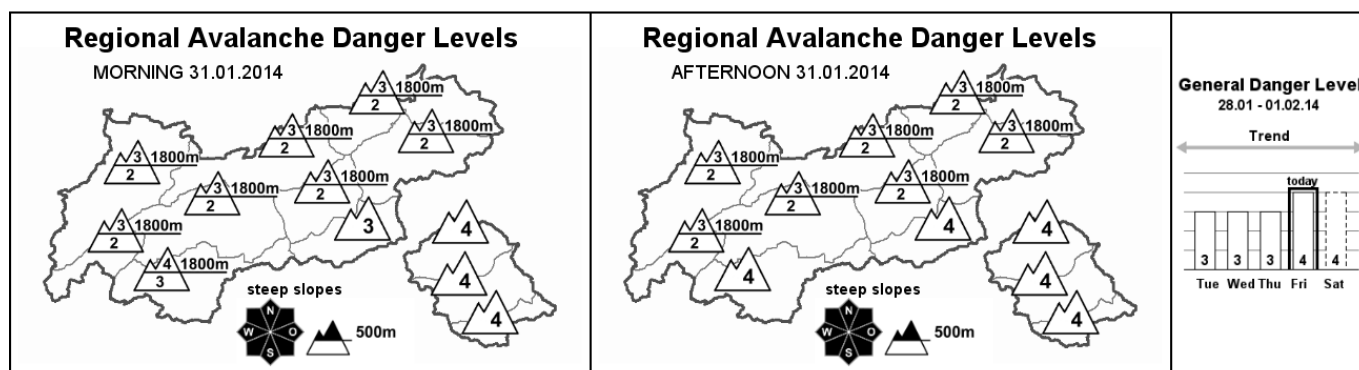 Regional Avalanche Danger Levels
MORNING 31.01.2014
3 1800m
2
3 1800m
2
3 1800m
2
3 1800m
2
3 1800m
2
3 1800m
2
3 1800m
2
3
4
4 1800m
3
4
4
steep slopes
N
W O
S
500m
Regional Avalanche Danger Levels
AFTERNOON 31.01.2014
3 1800m
2
3 1800m
2
3 1800m
2
3 1800m
2
3 1800m
2
3 1800m
2
3 1800m
2
4
4
4
4
4
steep slopes
N
W O
S
500m
General Danger Level
28.01 - 01.02.14
Trend
today
3 3 3 4 4
Tue Wed Thu Fri Sat